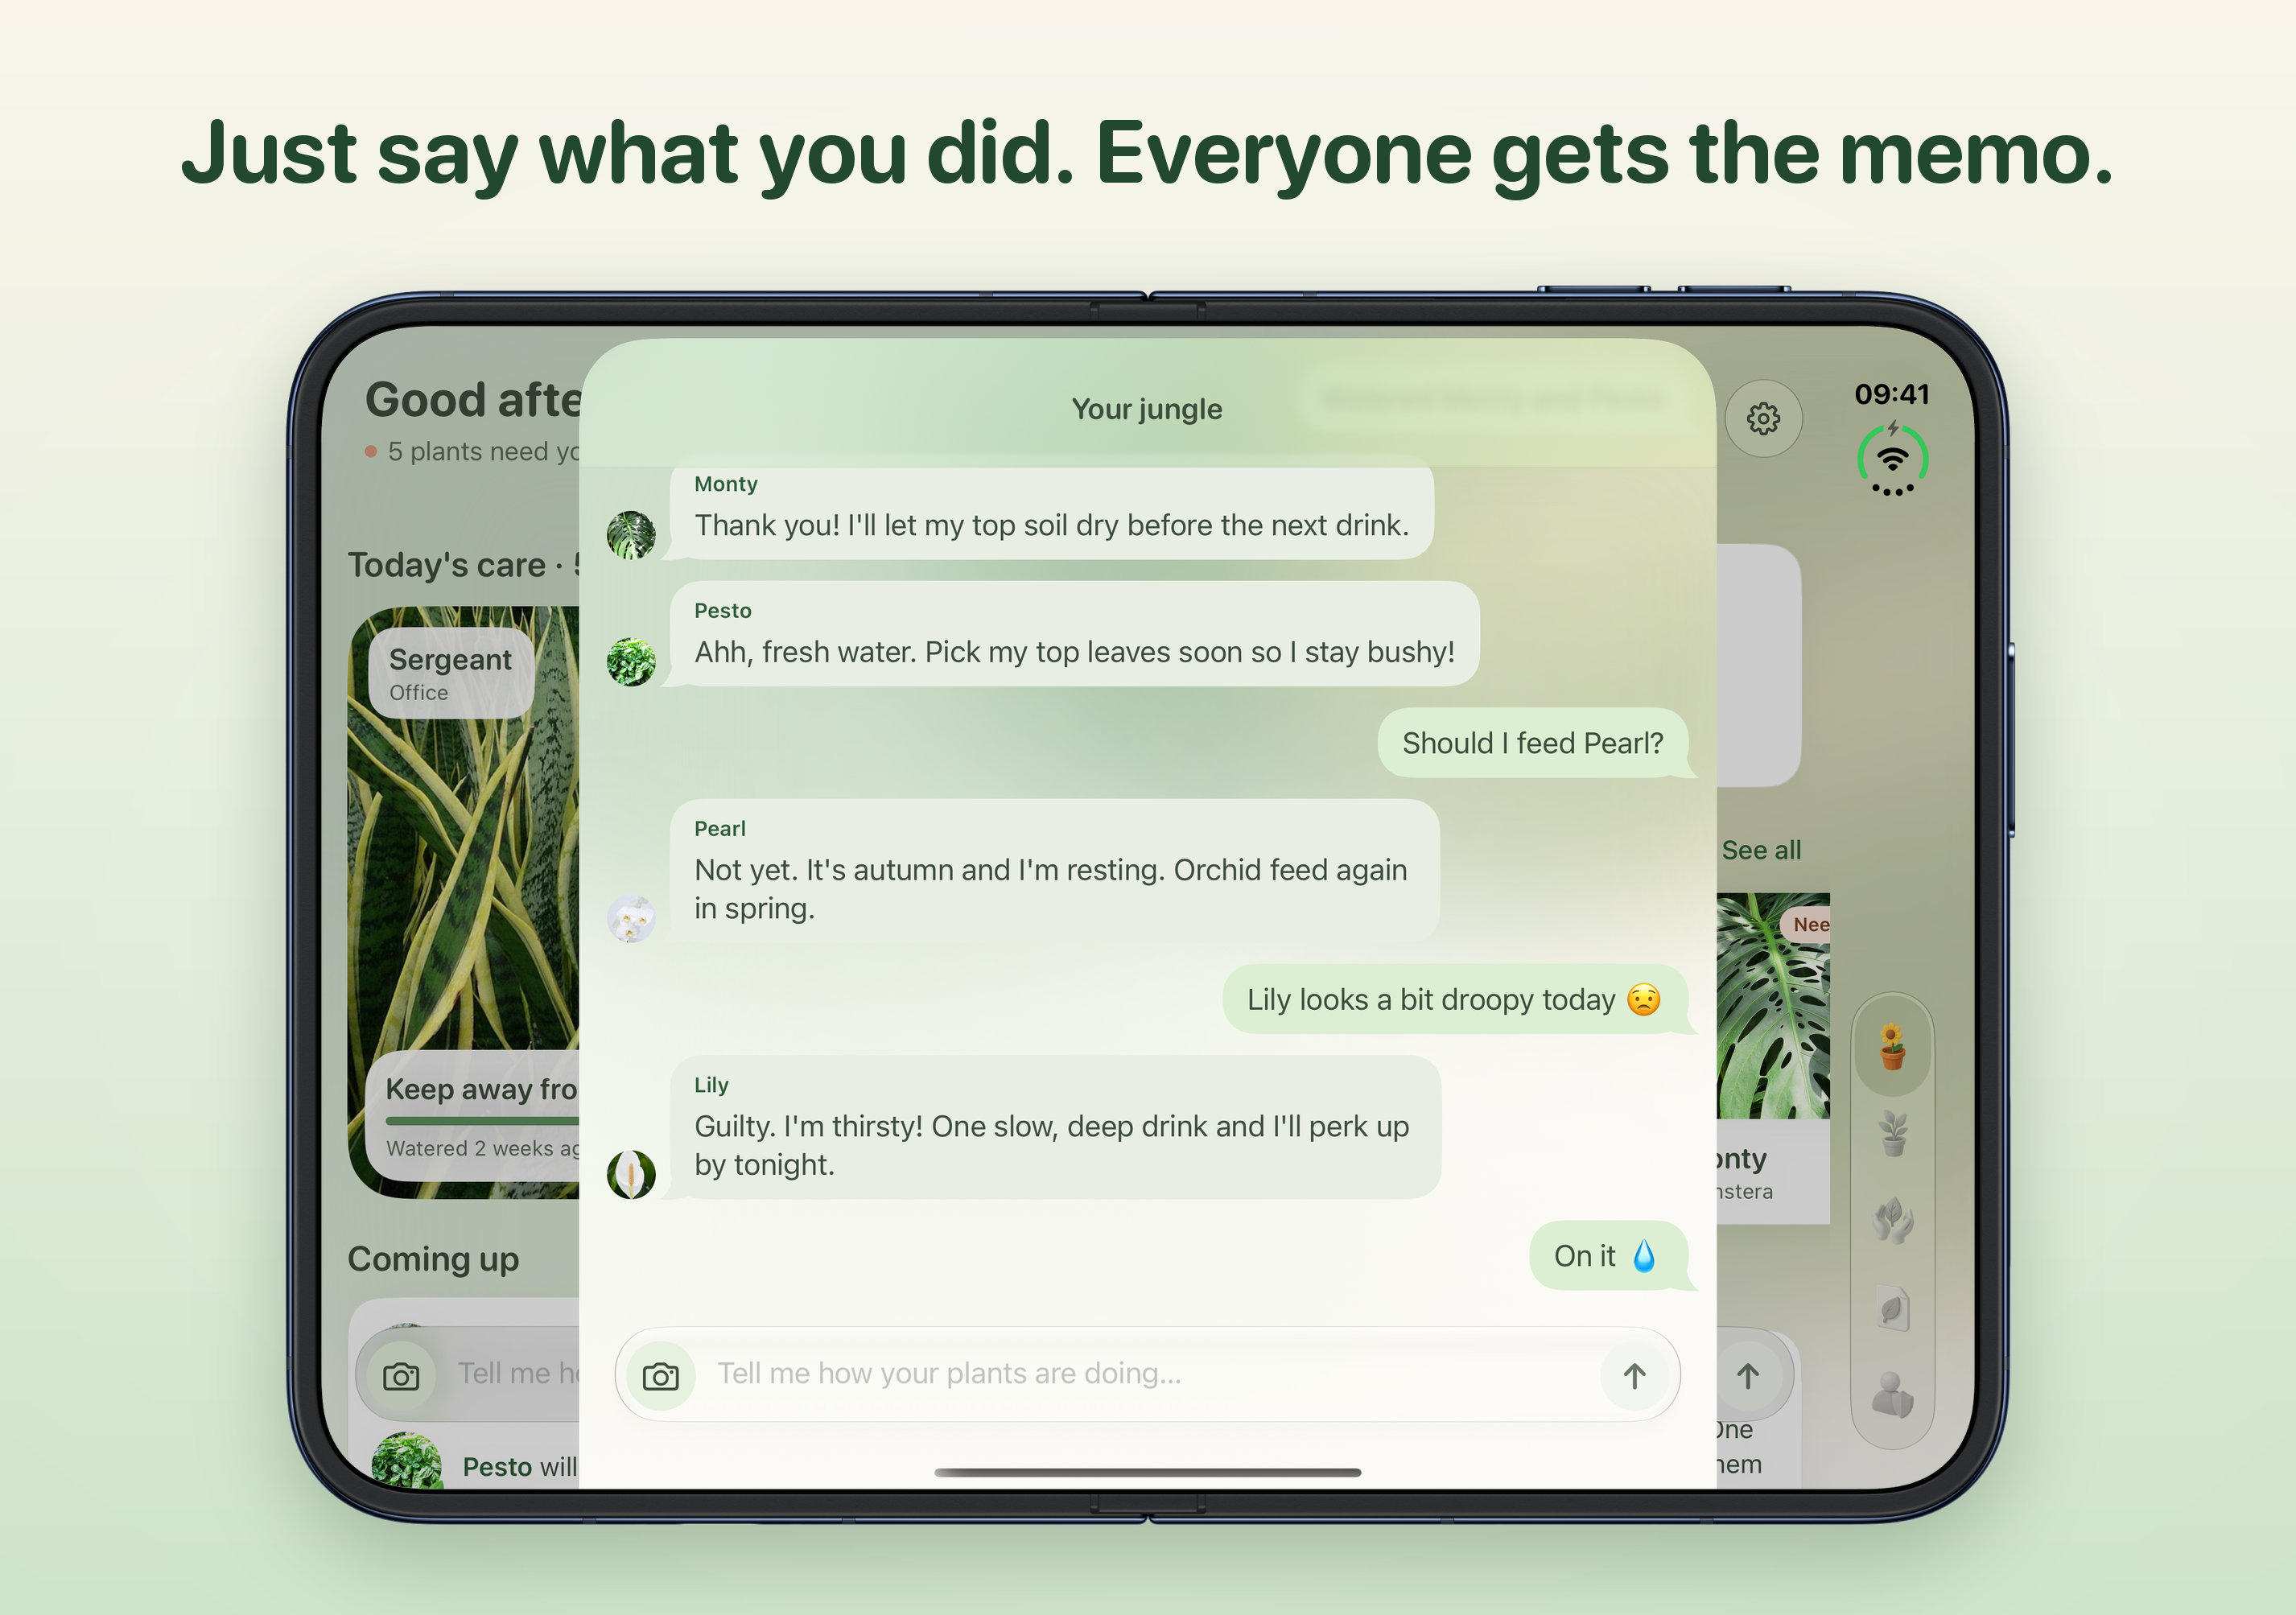 Just say what you did. Everyone gets the memo.
Good afte
5 plants need yo
Your jungle
09:41
Today's care · 5
Sergeant
Office
Keep away fro
Watered 2 weeks ag
Coming up
Tell me ho
Pesto will
Monty
Thank you! I'll let my top soil dry before the next drink.
Pesto
Ahh, fresh water. Pick my top leaves soon so I stay bushy!
Should I feed Pearl?
Pearl
Not yet. It's autumn and I'm resting. Orchid feed again
in spring.
Lily looks a bit droopy today 😟
Lily
Guilty. I'm thirsty! One slow, deep drink and I'll perk up
by tonight.
On it 💧
Tell me how your plants are doing...
See all
Nee
onty
nstera
One
hem